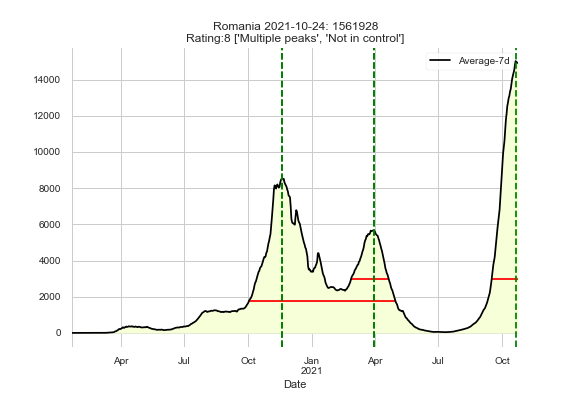 Romania 2021-10-24: 1561928
Rating:8 ['Multiple peaks', 'Not in control']
Average-7d
14000
12000
10000
8000
6000
4000
2000
0
Apr Jul Oct Jan Apr Jul Oct
2021
Date